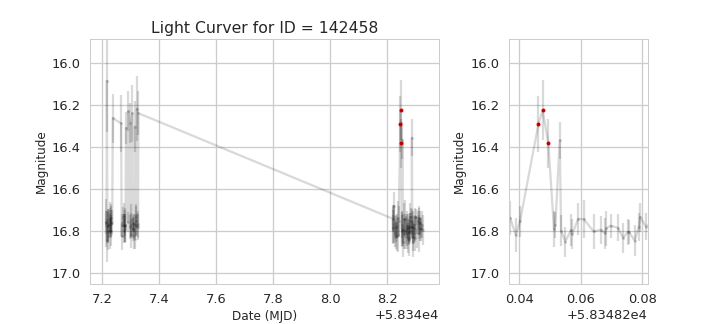 Light Curver for ID = 142458
Magnitude
16.0
16.2
16.4
16.6
16.8
17.0
7.2 7.4 7.6 7.8 8.0 8.2
Date (MJD)
+5.834e4
Magnitude
16.0
16.2
16.4
16.6
16.8
17.0
0.04 0.06 0.08
+5.83482e4